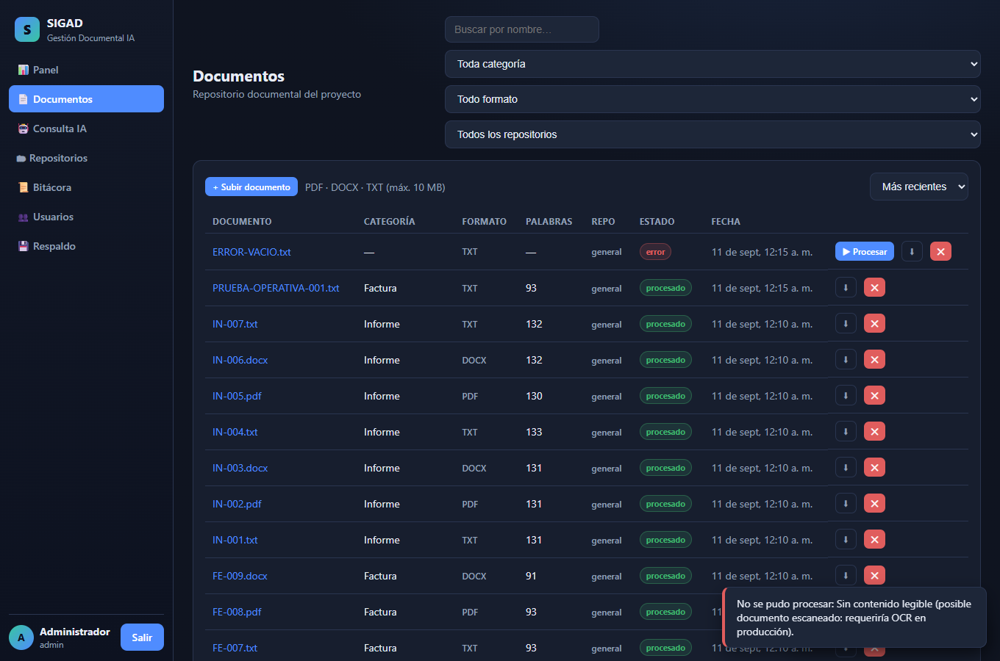 S
SIGAD
Gestión Documental IA
Panel
Documentos
Consulta IA
Repositorios
Bitácora
Usuarios
Respaldo
Administrador
admin
A
Salir
Documentos
Repositorio documental del proyecto
Buscar por nombre...
Toda categoría
Todo formato
Todos los repositorios
+ Subir documento PDF · DOCX · TXT (máx. 10 MB)
Más recientes
DOCUMENTO CATEGORÍA FORMATO PALABRAS REPO ESTADO FECHA
ERROR-VACIO.txt — TXT — general error 11 de sept, 12:15 a. m. ▶ Procesar ⬇ ✕
PRUEBA-OPERATIVA-001.txt Factura TXT 93 general procesado 11 de sept, 12:15 a. m. ⬇ ✕
IN-007.txt Informe TXT 132 general procesado 11 de sept, 12:10 a. m. ⬇ ✕
IN-006.docx Informe DOCX 132 general procesado 11 de sept, 12:10 a. m. ⬇ ✕
IN-005.pdf Informe PDF 130 general procesado 11 de sept, 12:10 a. m. ⬇ ✕
IN-004.txt Informe TXT 133 general procesado 11 de sept, 12:10 a. m. ⬇ ✕
IN-003.docx Informe DOCX 131 general procesado 11 de sept, 12:10 a. m. ⬇ ✕
IN-002.pdf Informe PDF 131 general procesado 11 de sept, 12:10 a. m. ⬇ ✕
IN-001.txt Informe TXT 131 general procesado 11 de sept, 12:10 a. m. ⬇ ✕
FE-009.docx Factura DOCX 91 general procesado 11 de sept, 12:10 a. m. ⬇ ✕
FE-008.pdf Factura PDF 93 general procesado 11
FE-007.txt Factura TXT 93 general procesado 11 de sept, 12:10 a. m.
No se pudo procesar: Sin contenido legible (posible
documento escaneado: requeriría OCR en
producción).